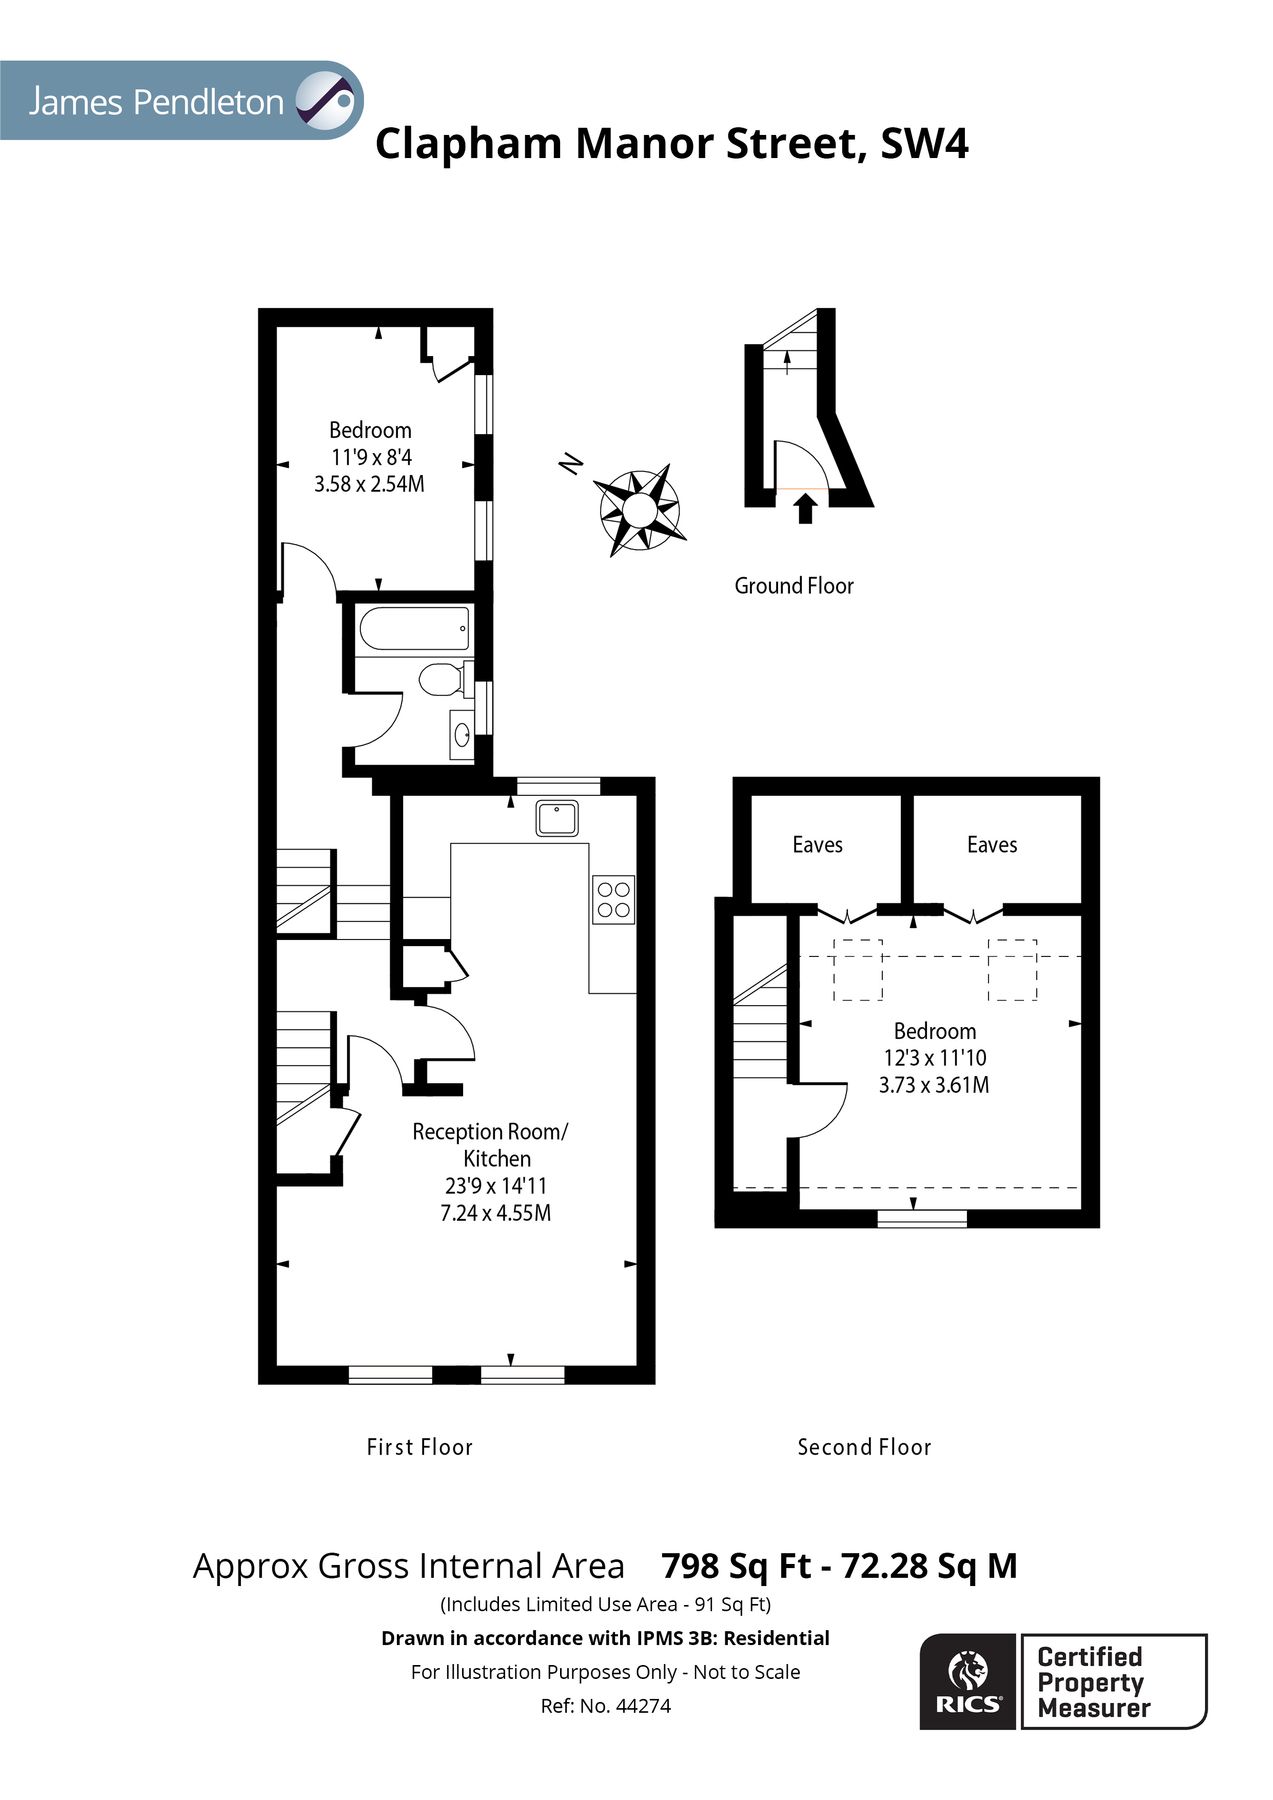 James Pendleton
Clapham Manor Street, SW4
Bedroom
11'9 x 8'4
3.58 x 2.54M
N
Ground Floor
Eaves
Eaves
Bedroom
12'3 x 11'10
3.73 x 3.61M
Reception Room/
Kitchen
23'9 x 14'11
7.24 x 4.55M
First Floor
Second Floor
Approx Gross Internal Area 798 Sq Ft - 72.28 Sq M
(Includes Limited Use Area - 91 Sq Ft)
Drawn in accordance with IPMS 3B: Residential
For Illustration Purposes Only - Not to Scale
Ref: No. 44274
RICS®
Certified
Property
Measurer